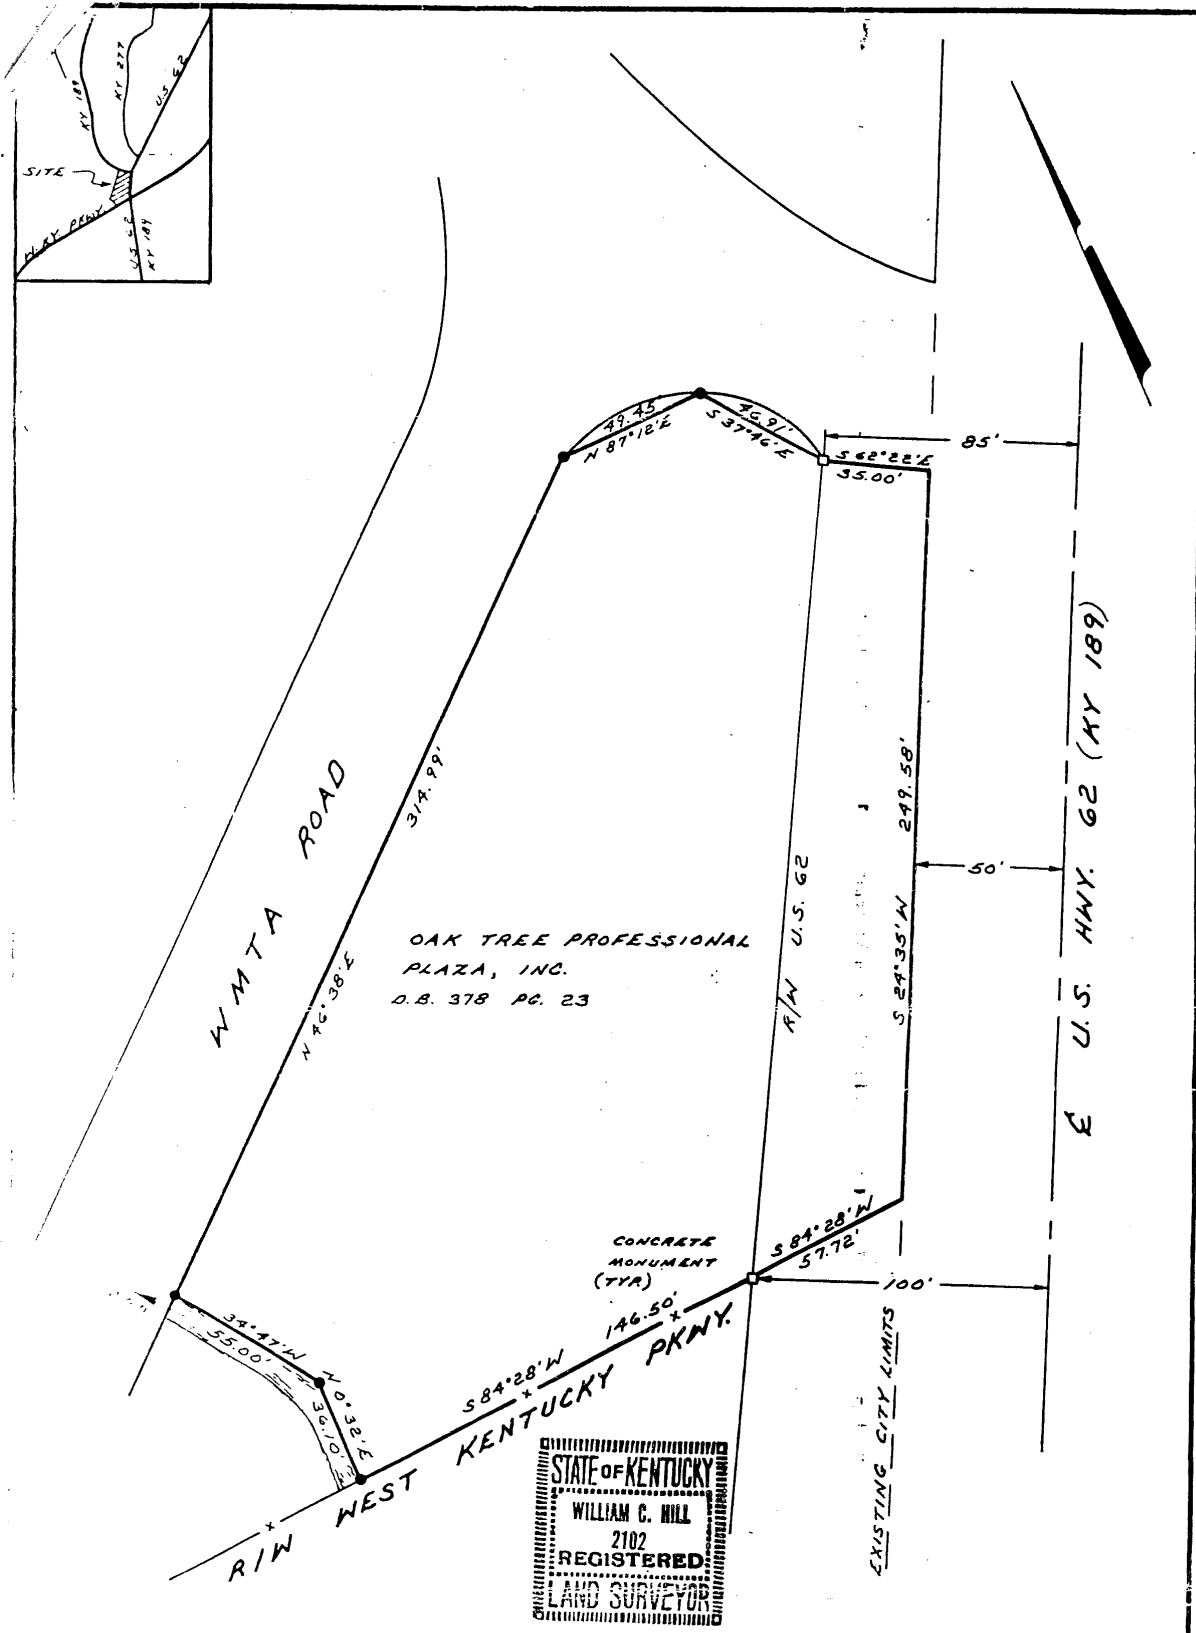 KY 189
KY 277
U.S. 62
SITE
W. KY. PKWY.
U.S. 62
KY 189
49.45'
N 87°12'E
46.91'
S 37°46'E
85'
S 62°22'E
35.00'
314.99'
N 46°38'E
WMTA ROAD
OAK TREE PROFESSIONAL
PLAZA, INC.
D.B. 378 PG. 23
R/W U.S. 62
S 24°35'W 249.58'
50'
U.S. HWY. 62 (KY 189)
CONCRETE
MONUMENT
(TYP.)
S 84°28'W
57.72'
100'
34°47'W
55.00'
N 0°32'E
36.10'
S 84°28'W 146.50'
R/W WEST KENTUCKY PKWY.
EXISTING CITY LIMITS
STATE OF KENTUCKY
WILLIAM C. HILL
2102
REGISTERED
LAND SURVEYOR